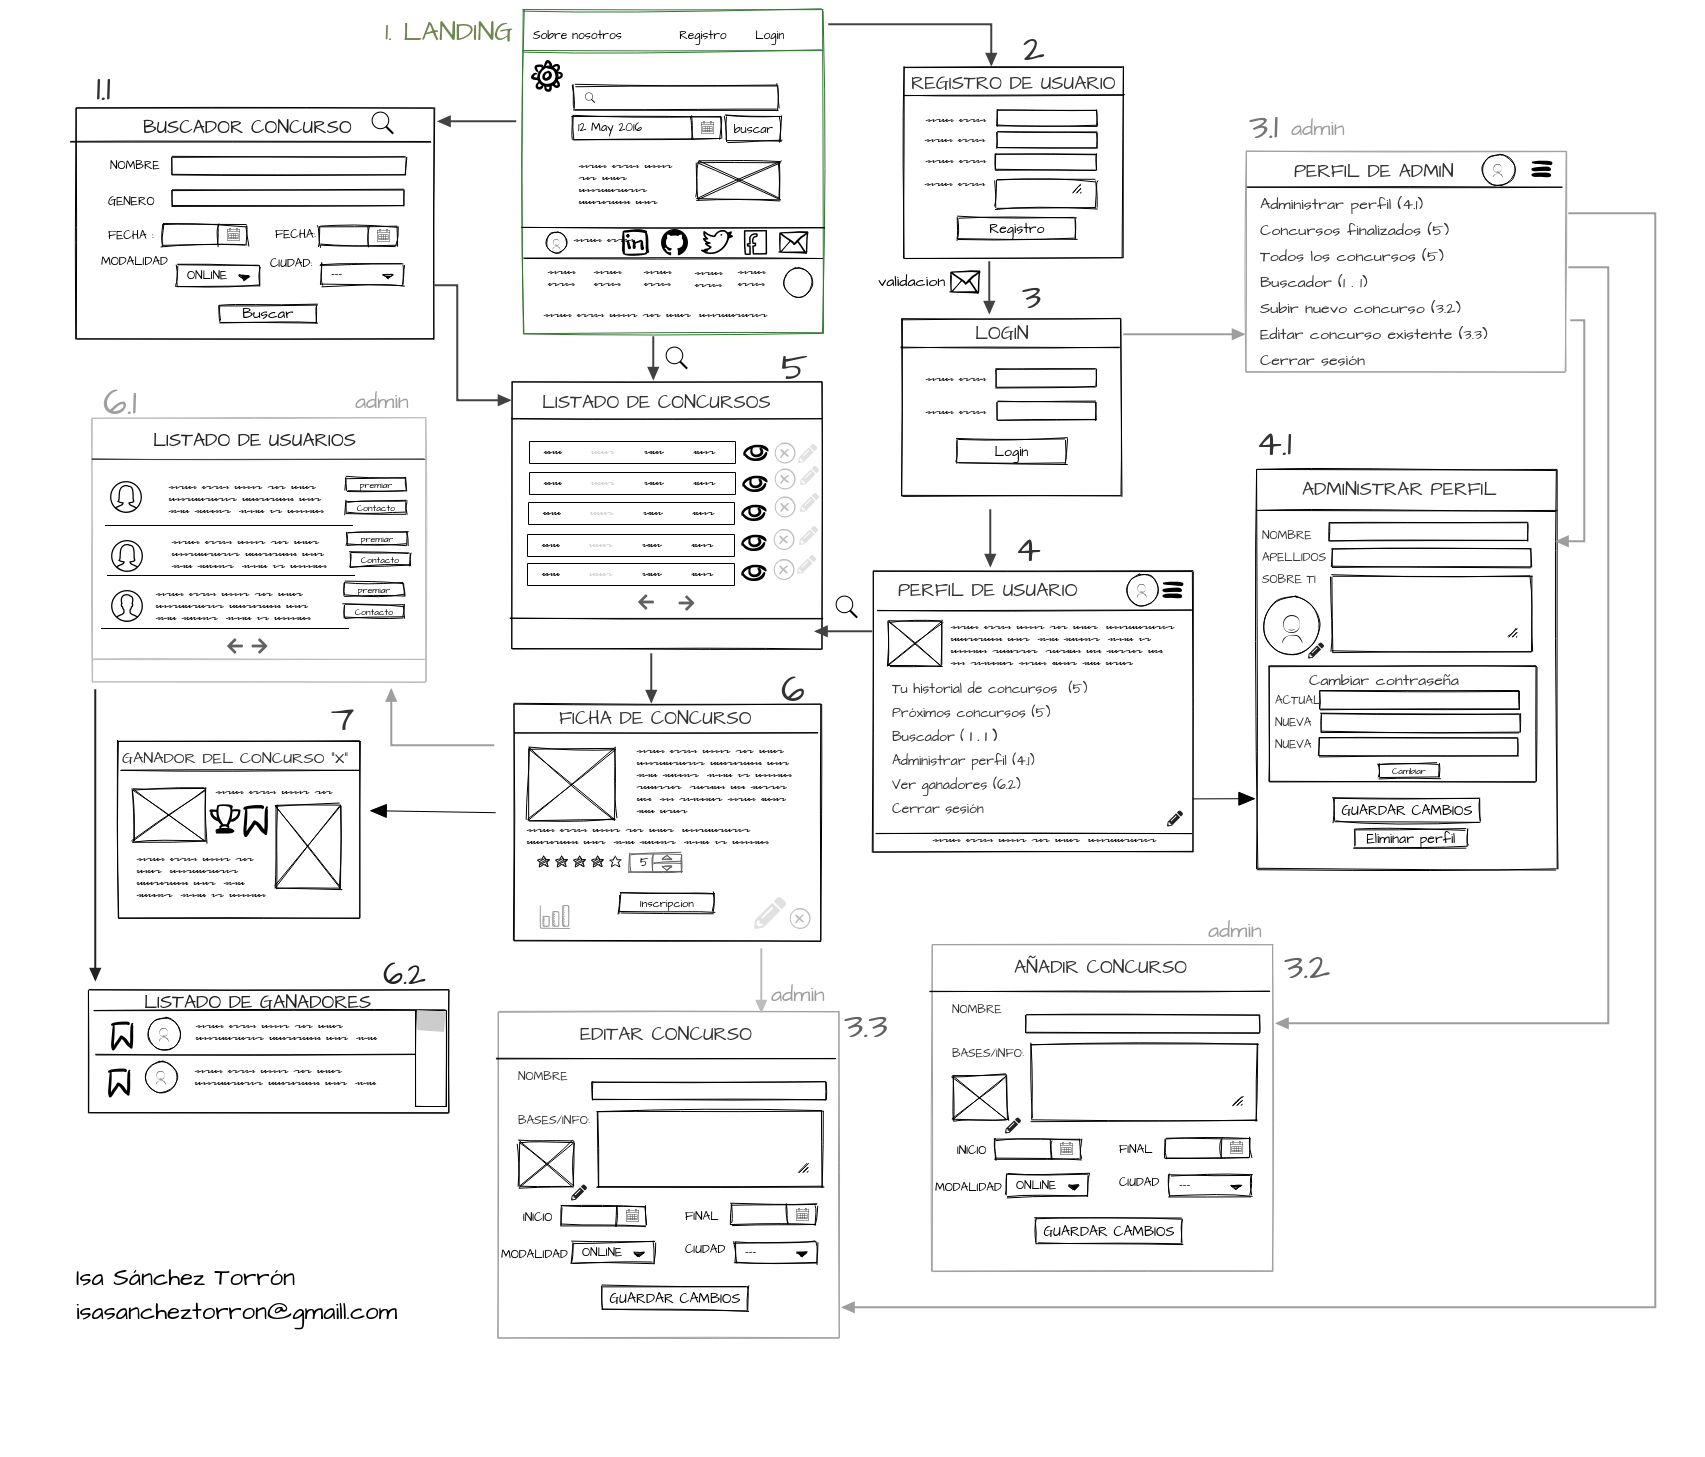 1. LANDING
Sobre nosotros Registro Login
12 May 2016 buscar
1.1
BUSCADOR CONCURSO
NOMBRE
GENERO
FECHA : FECHA:
MODALIDAD ONLINE CIUDAD: ---
Buscar
2
REGISTRO DE USUARIO
Registro
validacion
3
LOGIN
Login
3.1 admin
PERFIL DE ADMIN
Administrar perfil (4.1)
Concursos finalizados (5)
Todos los concursos (5)
Buscador (1 . 1)
Subir nuevo concurso (3.2)
Editar concurso existente (3.3)
Cerrar sesión
5
LISTADO DE CONCURSOS
6.1 admin
LISTADO DE USUARIOS
premiar
Contacto
premiar
Contacto
premiar
Contacto
4
PERFIL DE USUARIO
Tu historial de concursos (5)
Próximos concursos (5)
Buscador ( 1 . 1 )
Administrar perfil (4.1)
Ver ganadores (6.2)
Cerrar sesión
4.1
ADMINISTRAR PERFIL
NOMBRE
APELLIDOS
SOBRE TI
Cambiar contraseña
ACTUAL
NUEVA
NUEVA
Cambiar
GUARDAR CAMBIOS
Eliminar perfil
6
FICHA DE CONCURSO
5
Inscripcion
7
GANADOR DEL CONCURSO "X"
6.2
LISTADO DE GANADORES
admin
3.3
EDITAR CONCURSO
NOMBRE
BASES/INFO:
INICIO FINAL
MODALIDAD ONLINE CIUDAD ---
GUARDAR CAMBIOS
admin
3.2
AÑADIR CONCURSO
NOMBRE
BASES/INFO:
INICIO FINAL
MODALIDAD ONLINE CIUDAD ---
GUARDAR CAMBIOS
Isa Sánchez Torrón
isasancheztorron@gmaill.com